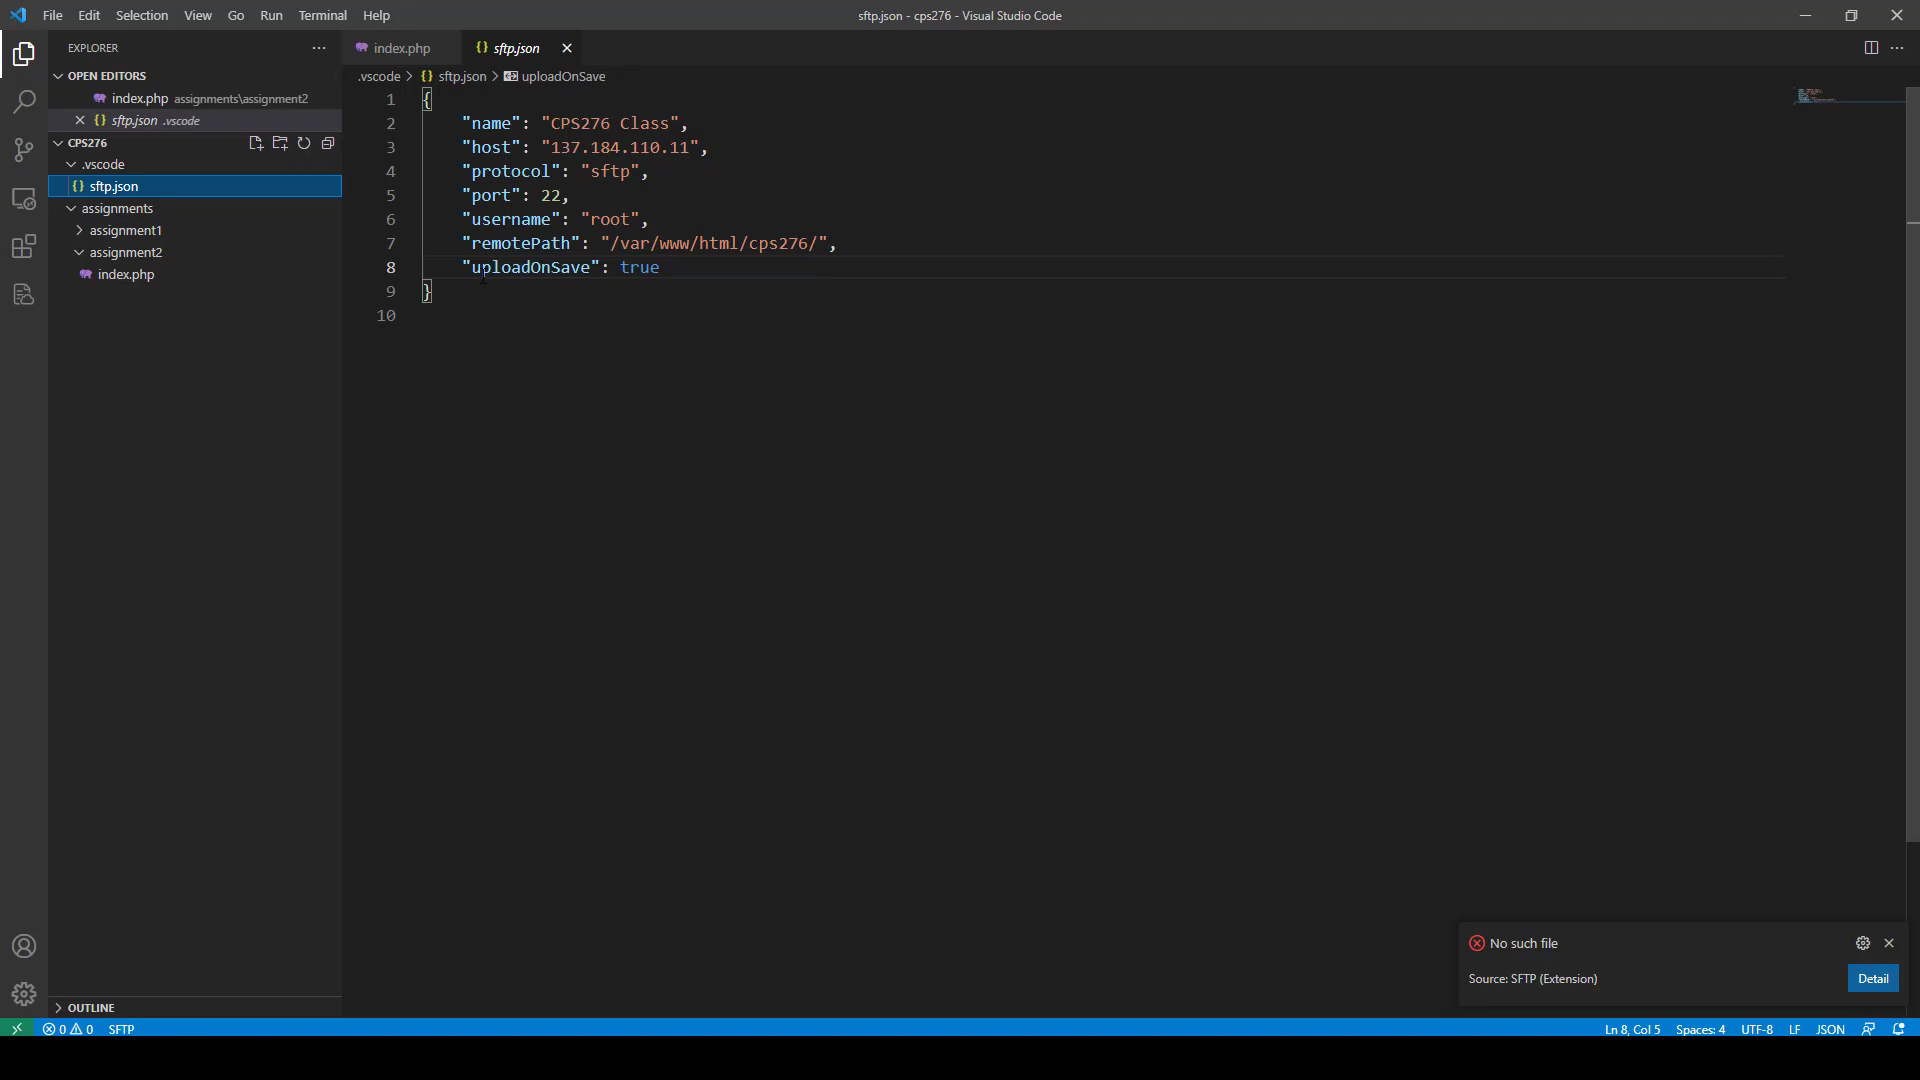 File Edit Selection View Go Run Terminal Help
sftp.json - cps276 - Visual Studio Code
EXPLORER
OPEN EDITORS
index.php assignments\assignment2
sftp.json .vscode
CPS276
.vscode
sftp.json
assignments
assignment1
assignment2
index.php
OUTLINE
index.php
sftp.json
.vscode > sftp.json > uploadOnSave
1 {
2 "name": "CPS276 Class",
3 "host": "137.184.110.11",
4 "protocol": "sftp",
5 "port": 22,
6 "username": "root",
7 "remotePath": "/var/www/html/cps276/",
8 "uploadOnSave": true
9 }
10
No such file
Source: SFTP (Extension)
Detail
0 0 SFTP
Ln 8, Col 5 Spaces: 4 UTF-8 LF JSON